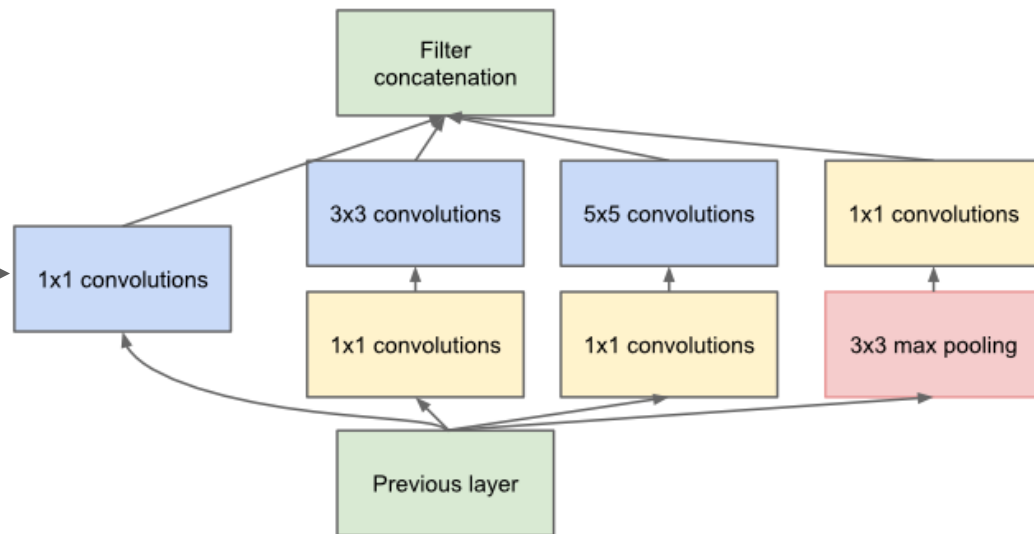 Filter
concatenation
3x3 convolutions
5x5 convolutions
1x1 convolutions
1x1 convolutions
1x1 convolutions
1x1 convolutions
3x3 max pooling
Previous layer